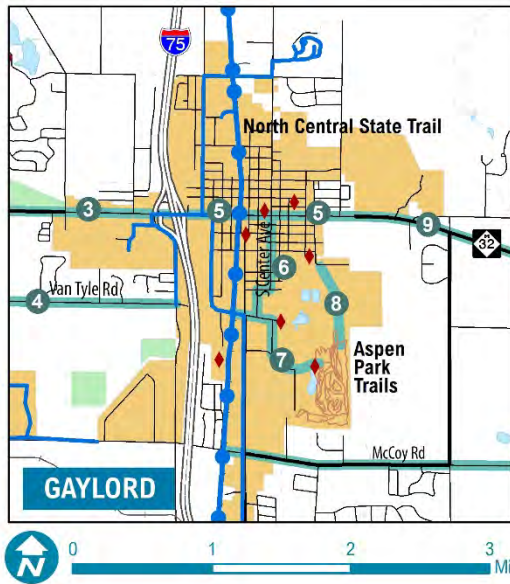 75
North Central State Trail
3
5
5
9
M
32
S Center Ave
6
Van Tyle Rd
4
8
7
Aspen
Park
Trails
McCoy Rd
GAYLORD
N
0
1
2
3
Mi